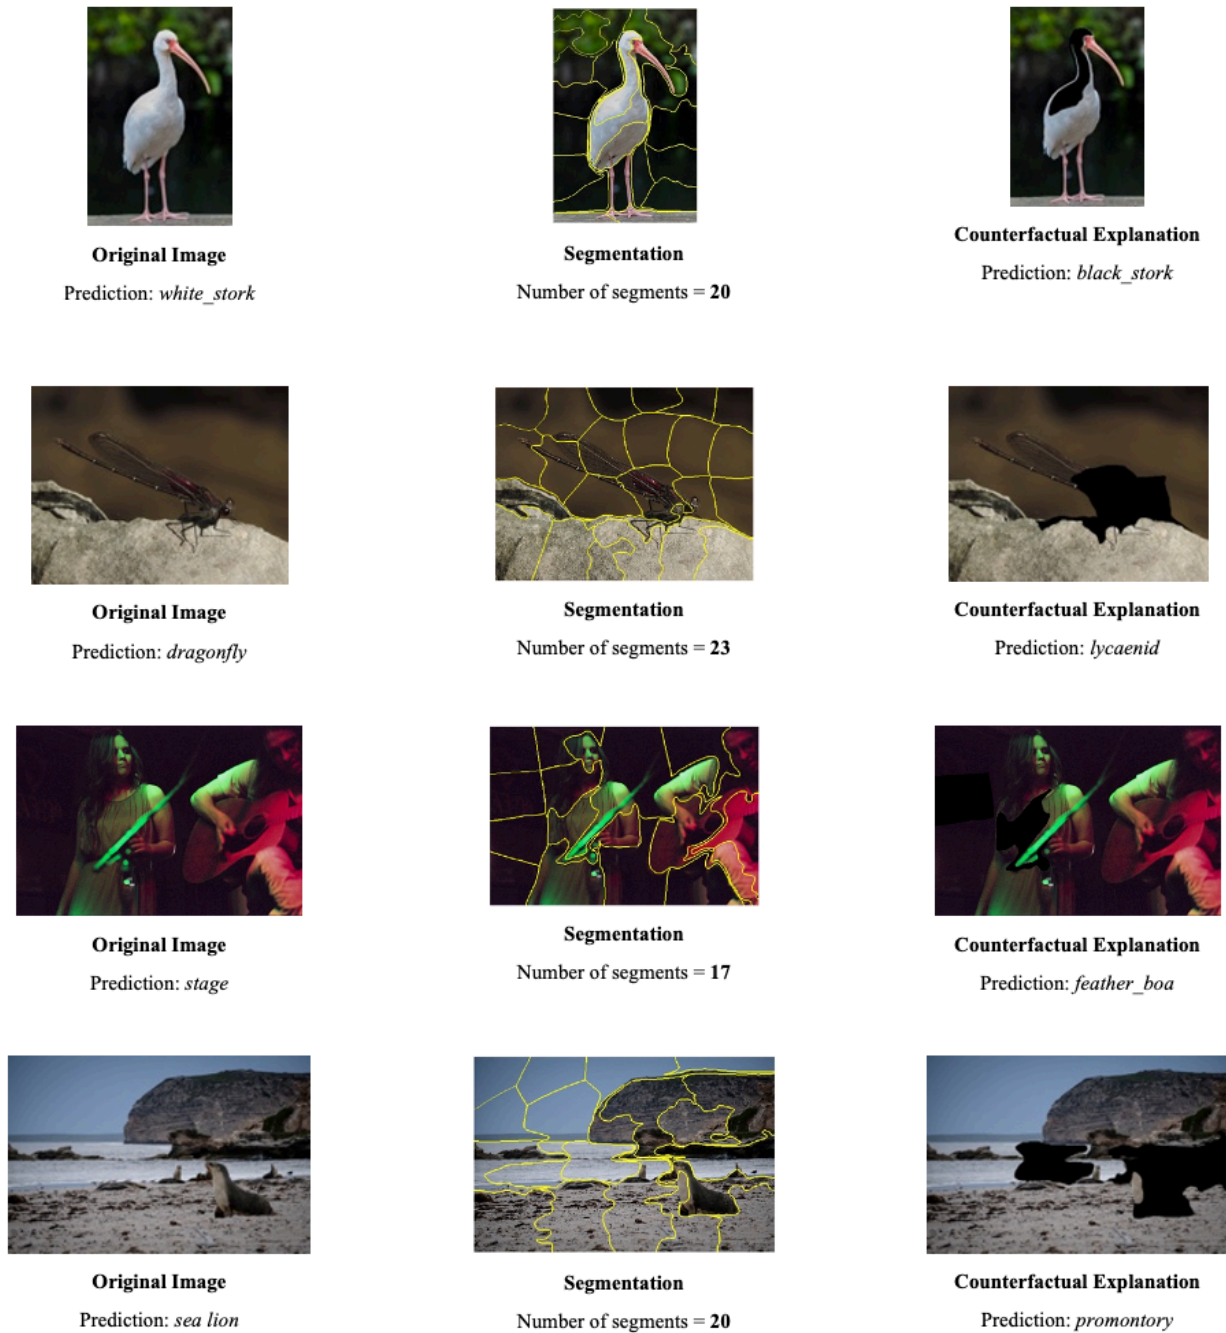 Original Image
Prediction: white_stork
Segmentation
Number of segments = 20
Counterfactual Explanation
Prediction: black_stork
Original Image
Prediction: dragonfly
Segmentation
Number of segments = 23
Counterfactual Explanation
Prediction: lycaenid
Original Image
Prediction: stage
Segmentation
Number of segments = 17
Counterfactual Explanation
Prediction: feather_boa
Original Image
Prediction: sea lion
Segmentation
Number of segments = 20
Counterfactual Explanation
Prediction: promontory